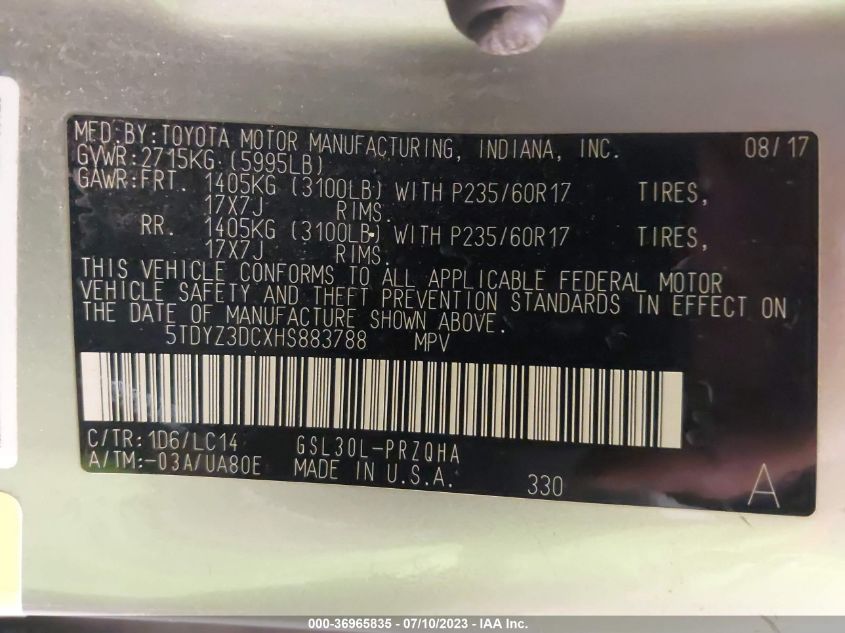 MFD. BY: TOYOTA MOTOR MANUFACTURING, INDIANA, INC. 08/17
GVWR: 2715KG (5995LB)
GAWR: FRT. 1405KG (3100LB) WITH P235/60R17 TIRES,
17X7J RIMS.
RR. 1405KG (3100LB) WITH P235/60R17 TIRES,
17X7J RIMS.
THIS VEHICLE CONFORMS TO ALL APPLICABLE FEDERAL MOTOR
VEHICLE SAFETY AND THEFT PREVENTION STANDARDS IN EFFECT ON
THE DATE OF MANUFACTURE SHOWN ABOVE.
5TDYZ3DCXHS883788 MPV
C/TR: 1D6/LC14 GSL30L-PRZQHA
A/TM: -03A/UA80E MADE IN U.S.A. 330 A
000-36965835 - 07/10/2023 - IAA Inc.